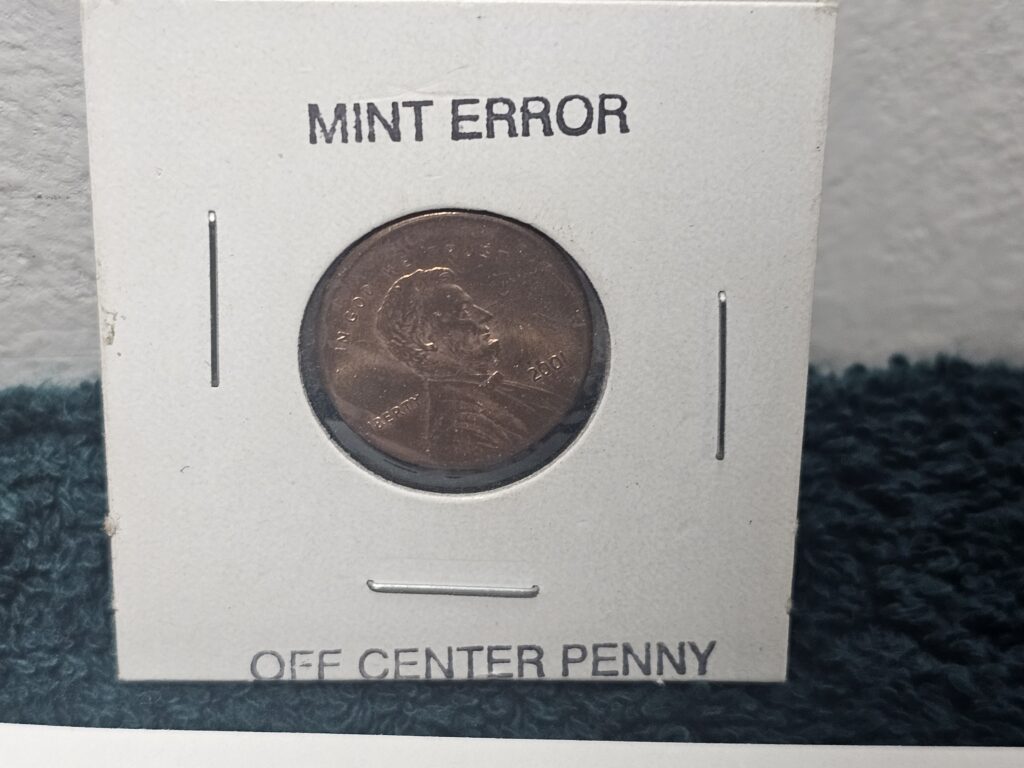 MINT ERROR
IN GOD WE TRUST
LIBERTY
2001
OFF CENTER PENNY